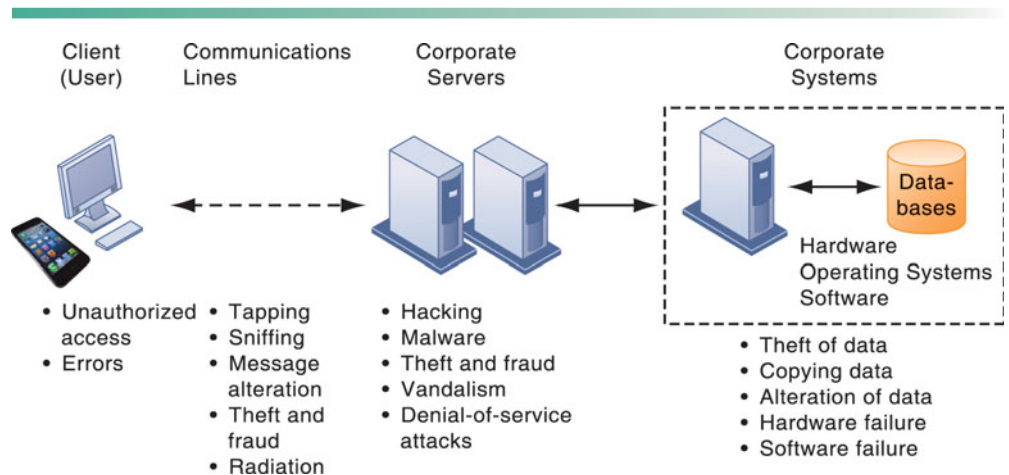 Client
(User)
Communications
Lines
Corporate
Servers
Corporate
Systems
Data-
bases
Hardware
Operating Systems
Software
• Unauthorized
access
• Errors
• Tapping
• Sniffing
• Message
alteration
• Theft and
fraud
• Radiation
• Hacking
• Malware
• Theft and fraud
• Vandalism
• Denial-of-service
attacks
• Theft of data
• Copying data
• Alteration of data
• Hardware failure
• Software failure